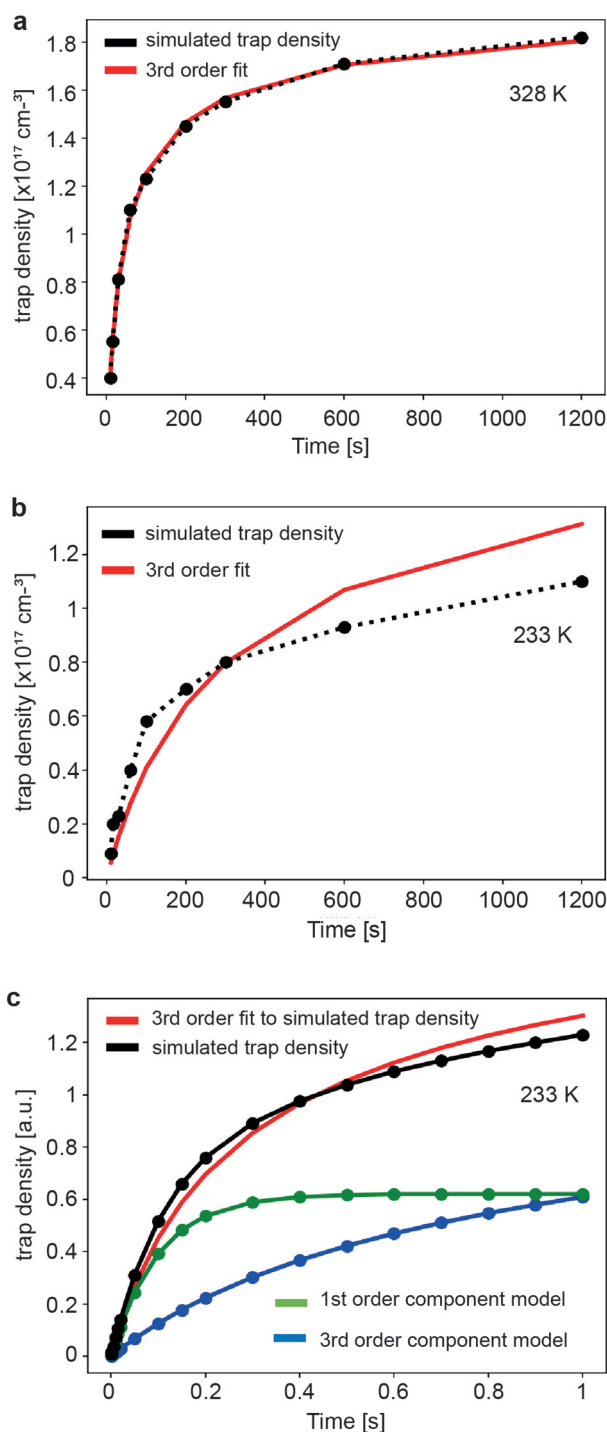 a
simulated trap density
3rd order fit
328 K
trap density [x10¹⁷ cm-³]
1.8
1.6
1.4
1.2
1
0.8
0.6
0.4
0 200 400 600 800 1000 1200
Time [s]
b
simulated trap density
3rd order fit
233 K
trap density [x10¹⁷ cm-³]
1.2
1
0.8
0.6
0.4
0.2
0
0 200 400 600 800 1000 1200
Time [s]
c
3rd order fit to simulated trap density
simulated trap density
233 K
trap density [a.u.]
1.2
1
0.8
0.6
0.4
0.2
0
1st order component model
3rd order component model
0 0.2 0.4 0.6 0.8 1
Time [s]